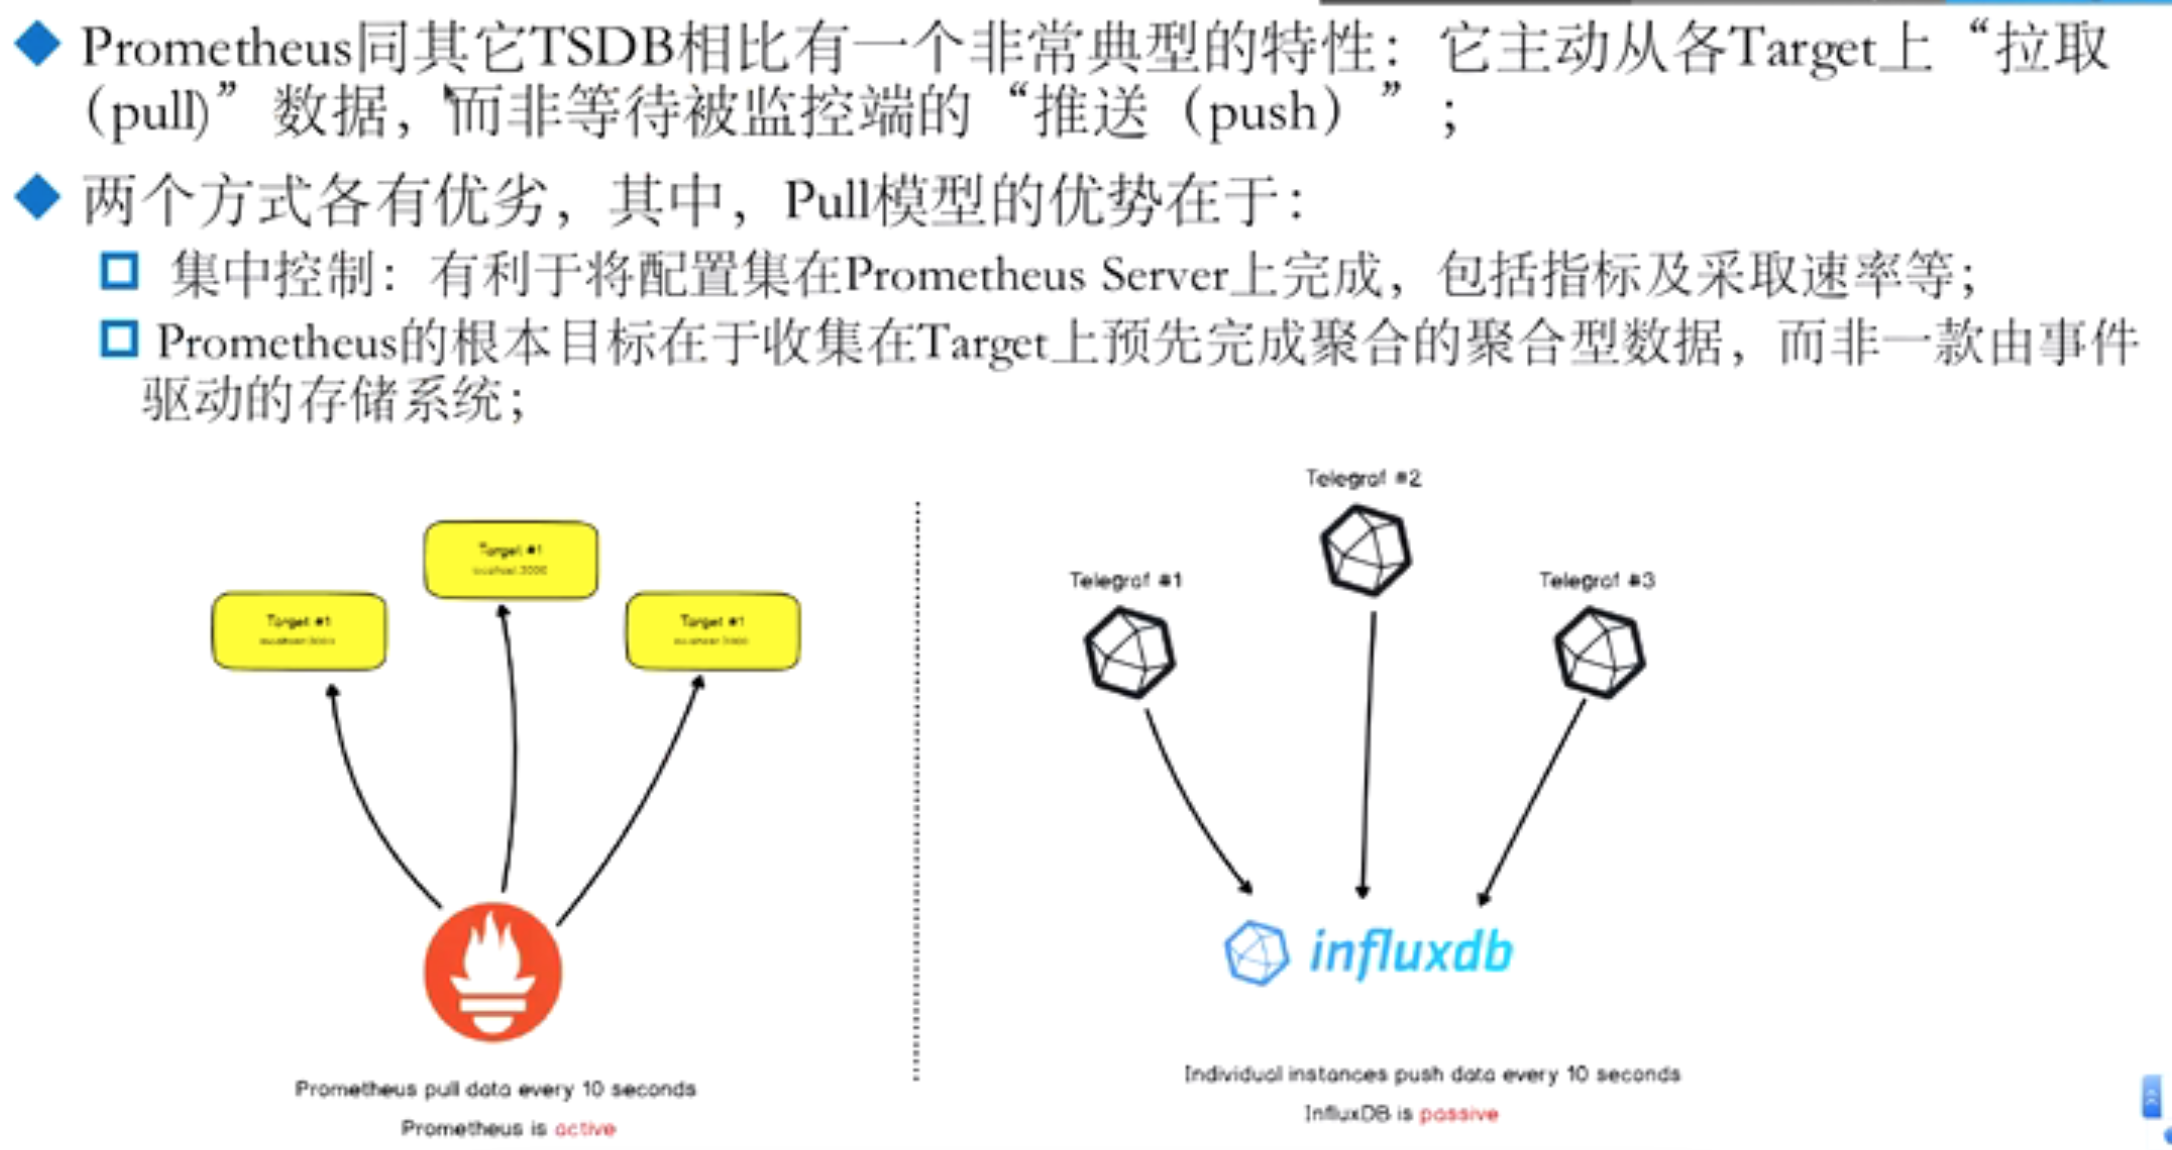 Prometheus同其它TSDB相比有一个非常典型的特性：它主动从各Target上“拉取
（pull）”数据，而非等待被监控端的“推送（push）”；
两个方式各有优劣，其中，Pull模型的优势在于：
集中控制：有利于将配置集在Prometheus Server上完成，包括指标及采取速率等；
Prometheus的根本目标在于收集在Target上预先完成聚合的聚合型数据，而非一款由事件
驱动的存储系统；
Telegraf #2
Target #1
Telegraf #1
Telegraf #3
Target #1
Target #1
influxdb
Prometheus pull data every 10 seconds
Prometheus is active
Individual instances push data every 10 seconds
InfluxDB is passive